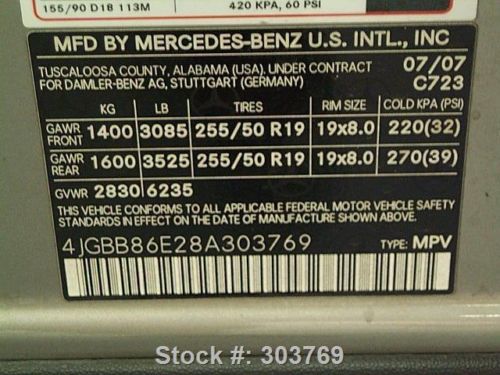 155/90 D18 113M 420 KPA, 60 PSI
MFD BY MERCEDES-BENZ U.S. INTL., INC
TUSCALOOSA COUNTY, ALABAMA (USA), UNDER CONTRACT 07/07
FOR DAIMLER-BENZ AG, STUTTGART (GERMANY) C723
KG LB TIRES RIM SIZE COLD KPA (PSI)
GAWR FRONT 1400 3085 255/50 R19 19x8.0 220(32)
GAWR REAR 1600 3525 255/50 R19 19x8.0 270(39)
GVWR 2830 6235
THIS VEHICLE CONFORMS TO ALL APPLICABLE FEDERAL MOTOR VEHICLE SAFETY
STANDARDS IN EFFECT ON THE DATE OF MANUFACTURE SHOWN ABOVE.
4JGBB86E28A303769 TYPE: MPV
Stock #: 303769